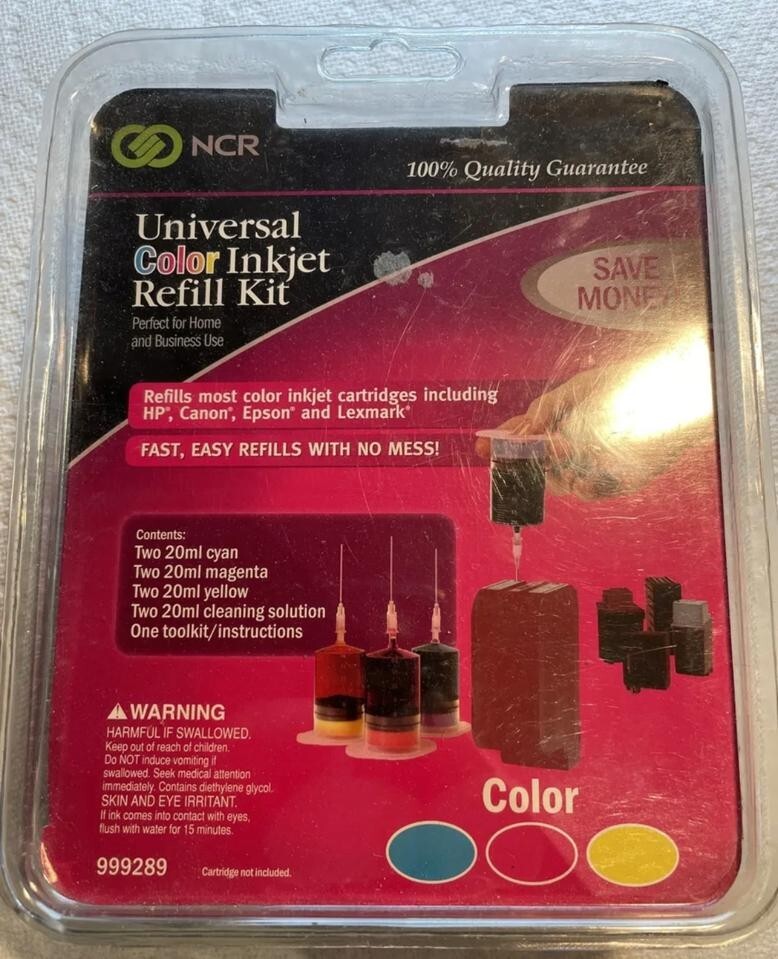 NCR
100% Quality Guarantee
Universal
Color Inkjet
Refill Kit
Perfect for Home
and Business Use
SAVE
MONEY!
Refills most color inkjet cartridges including
HP®, Canon®, Epson® and Lexmark®
FAST, EASY REFILLS WITH NO MESS!
Contents:
Two 20ml cyan
Two 20ml magenta
Two 20ml yellow
Two 20ml cleaning solution
One toolkit/instructions
WARNING
HARMFUL IF SWALLOWED.
Keep out of reach of children.
Do NOT induce vomiting if
swallowed. Seek medical attention
immediately. Contains diethylene glycol.
SKIN AND EYE IRRITANT.
If ink comes into contact with eyes,
flush with water for 15 minutes.
Color
999289
Cartridge not included.